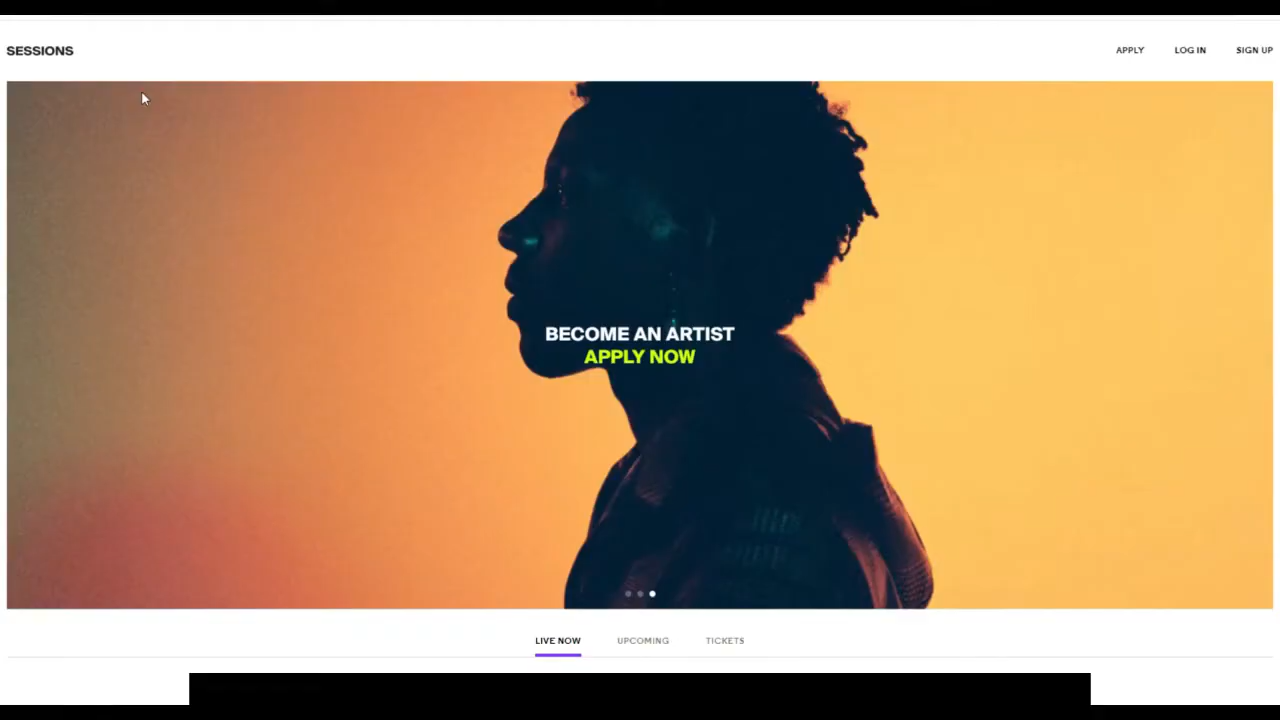 SESSIONS
APPLY
LOG IN
SIGN UP
BECOME AN ARTIST
APPLY NOW
LIVE NOW
UPCOMING
TICKETS